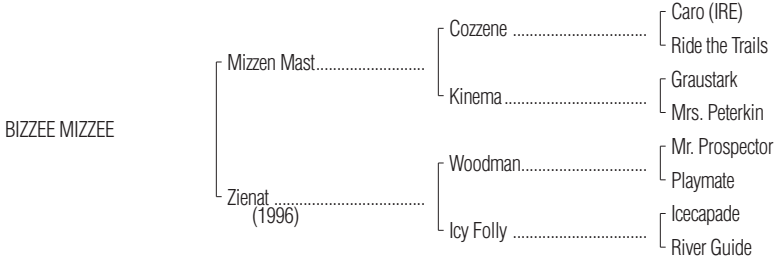 Caro (IRE)
Cozzene ................................
Ride the Trails
Mizzen Mast..........................
Graustark
Kinema ..................................
Mrs. Peterkin
BIZZEE MIZZEE
Mr. Prospector
Woodman..............................
Playmate
Zienat ....................................
(1996)
Icecapade
Icy Folly ................................
River Guide